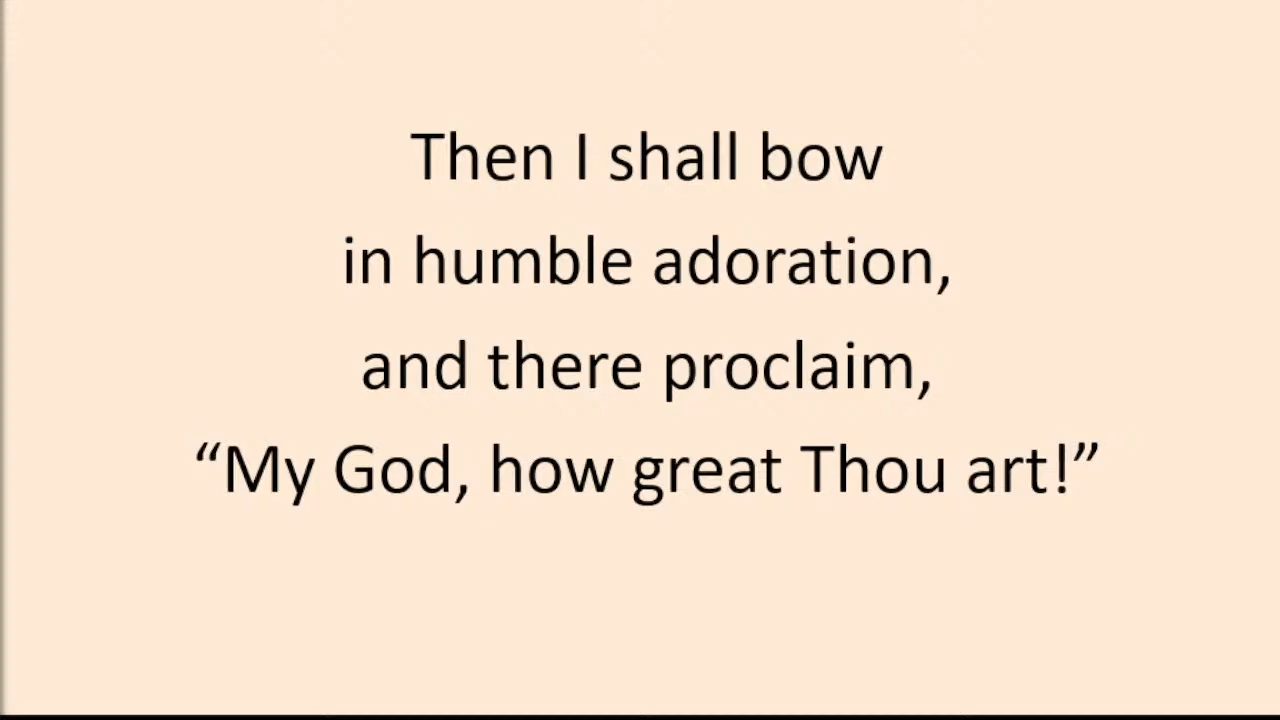 Then I shall bow
in humble adoration,
and there proclaim,
“My God, how great Thou art!”